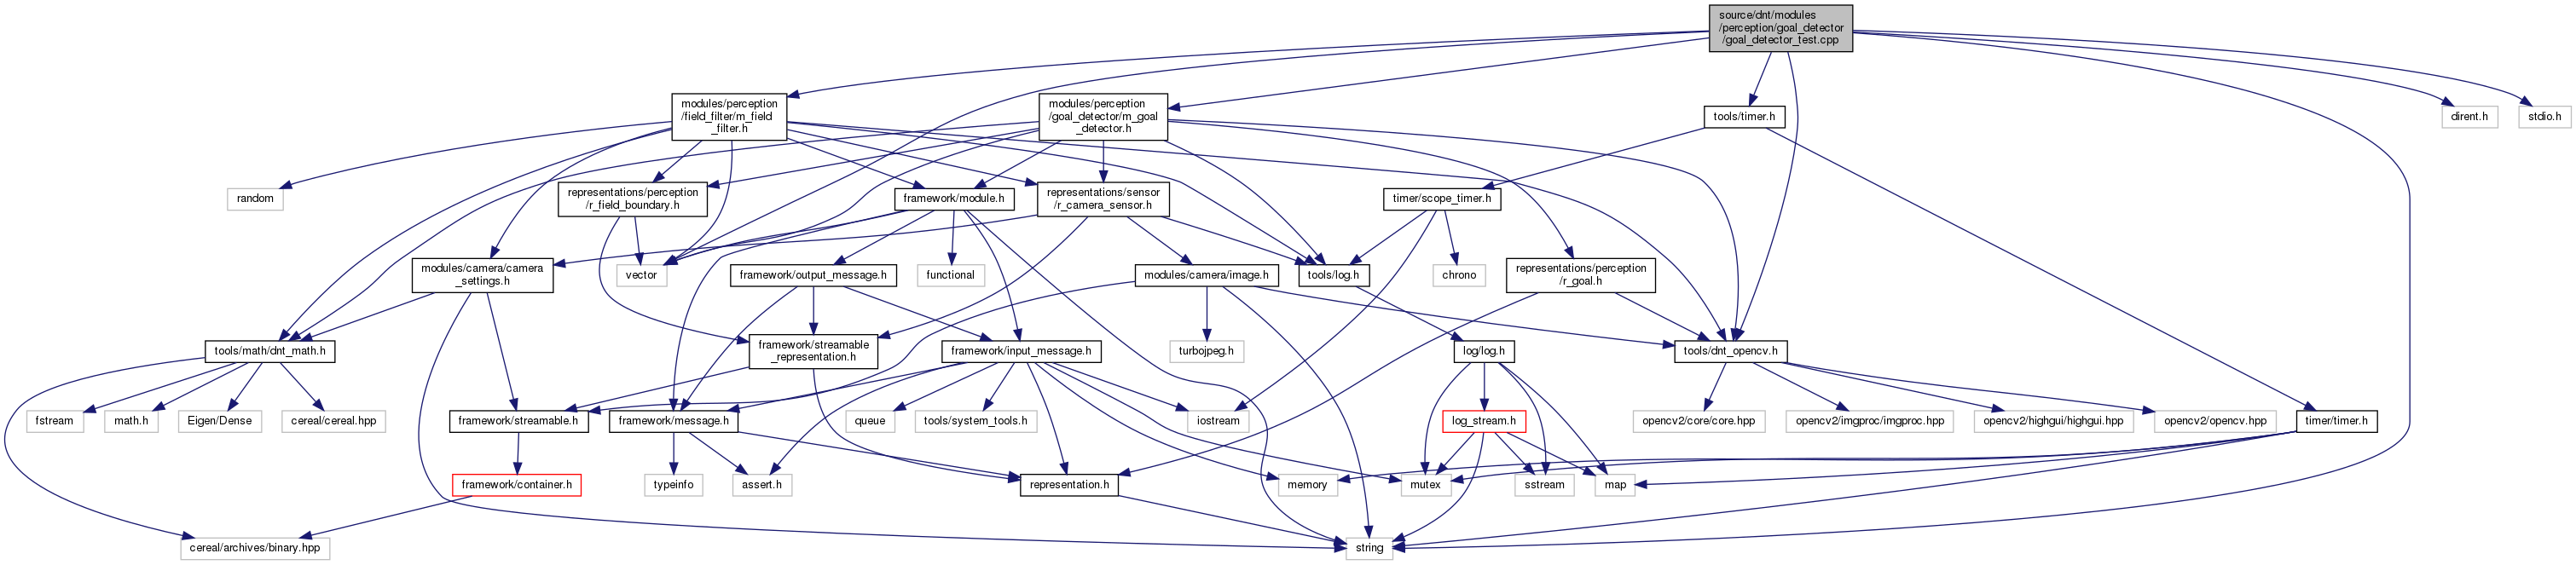 source/dnt/modules
/perception/goal_detector
/goal_detector_test.cpp
modules/perception
/field_filter/m_field
_filter.h
modules/perception
/goal_detector/m_goal
_detector.h
tools/timer.h
dirent.h
stdio.h
random
representations/perception
/r_field_boundary.h
framework/module.h
representations/sensor
/r_camera_sensor.h
timer/scope_timer.h
modules/camera/camera
_settings.h
vector
framework/output_message.h
functional
modules/camera/image.h
tools/log.h
chrono
representations/perception
/r_goal.h
tools/math/dnt_math.h
framework/streamable
_representation.h
framework/input_message.h
turbojpeg.h
log/log.h
tools/dnt_opencv.h
fstream
math.h
Eigen/Dense
cereal/cereal.hpp
framework/streamable.h
framework/message.h
queue
tools/system_tools.h
iostream
log_stream.h
opencv2/core/core.hpp
opencv2/imgproc/imgproc.hpp
opencv2/highgui/highgui.hpp
opencv2/opencv.hpp
timer/timer.h
framework/container.h
typeinfo
assert.h
representation.h
memory
mutex
sstream
map
cereal/archives/binary.hpp
string